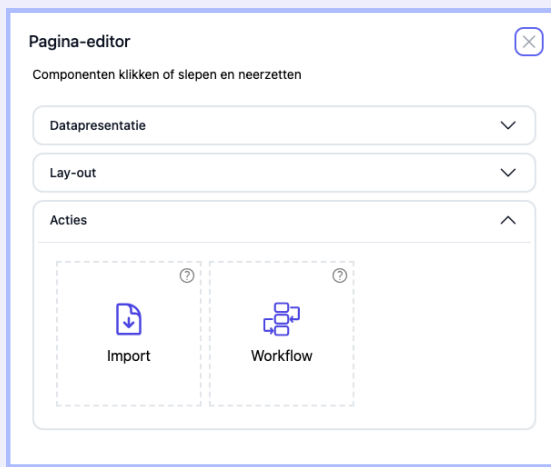 Pagina-editor
Componenten klikken of slepen en neerzetten
Datapresentatie
Lay-out
Acties
Import
Workflow